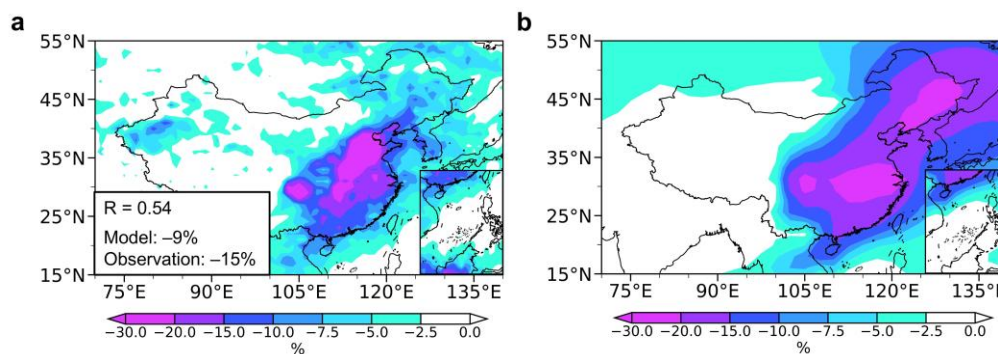 a
b
55°N
45°N
35°N
25°N
15°N
R = 0.54
Model: –9%
Observation: –15%
75°E 90°E 105°E 120°E 135°E
−30.0 −20.0 −15.0 −10.0 −7.5 −5.0 −2.5 0.0
%
55°N
45°N
35°N
25°N
15°N
75°E 90°E 105°E 120°E 135°E
−30.0 −20.0 −15.0 −10.0 −7.5 −5.0 −2.5 0.0
%